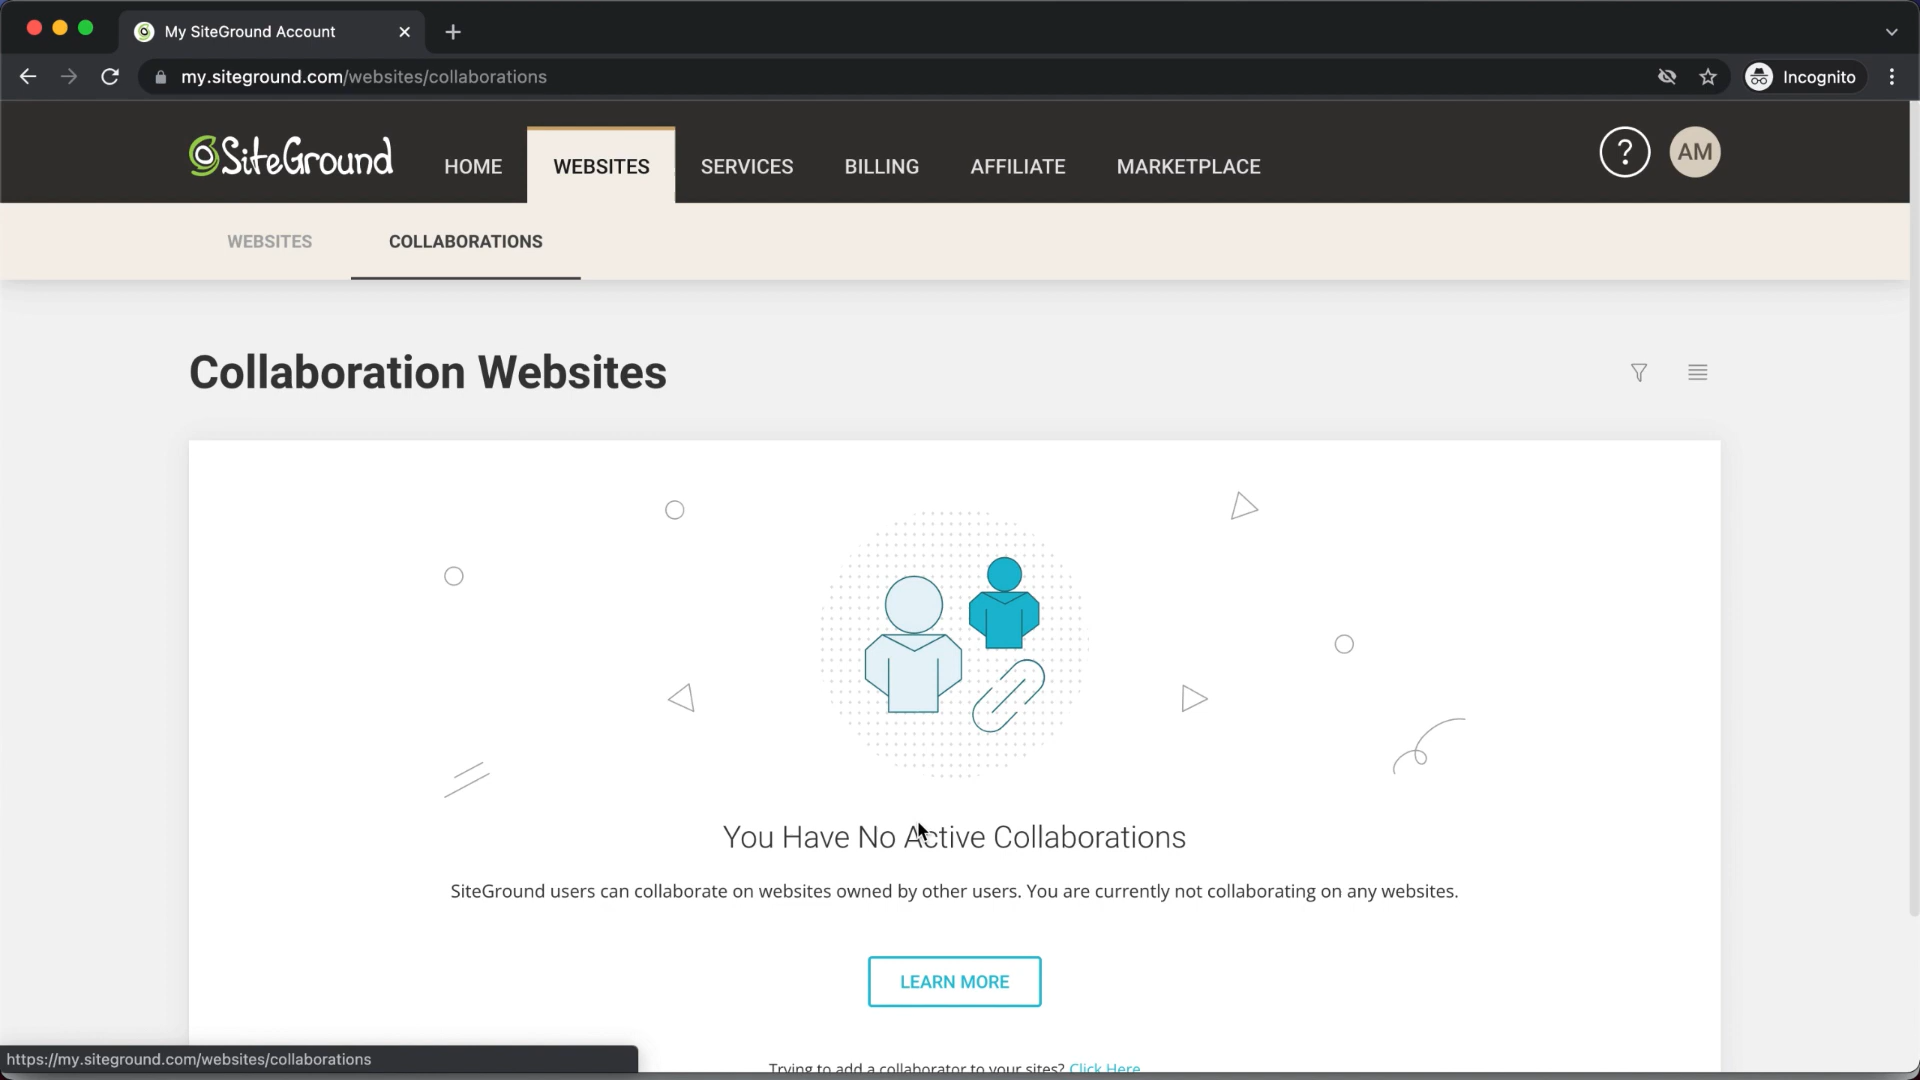 My SiteGround Account
my.siteground.com/websites/collaborations
Incognito
SiteGround
HOME
WEBSITES
SERVICES
BILLING
AFFILIATE
MARKETPLACE
?
AM
WEBSITES
COLLABORATIONS
Collaboration Websites
You Have No Active Collaborations
SiteGround users can collaborate on websites owned by other users. You are currently not collaborating on any websites.
LEARN MORE
Trying to add a collaborator to your sites? Click Here
https://my.siteground.com/websites/collaborations